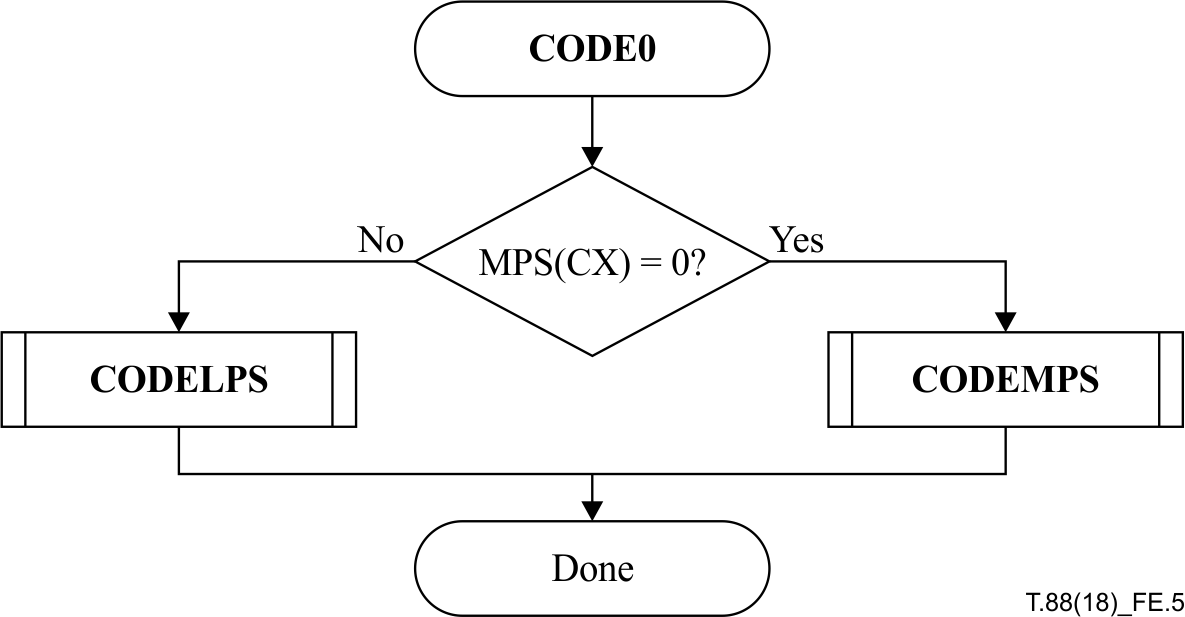 CODE0
No
Yes
MPS(CX) = 0?
CODELPS
CODEMPS
Done
T.88(18)_FE.5